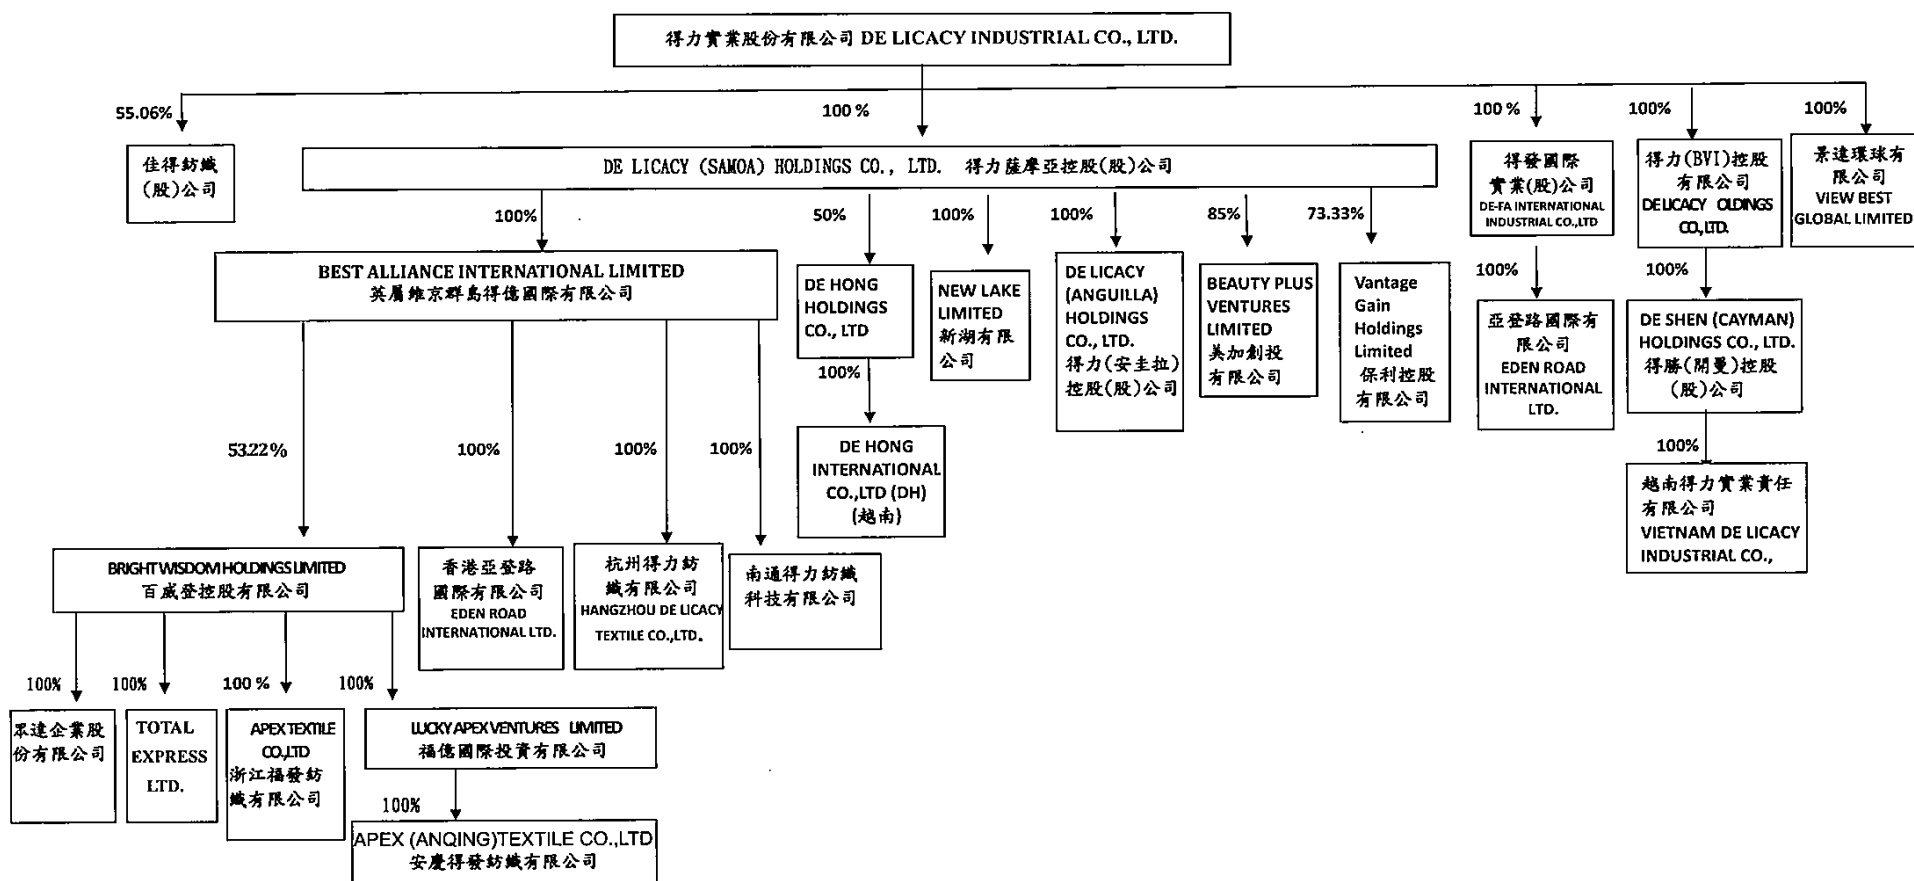 得力實業股份有限公司 DE LICACY INDUSTRIAL CO., LTD.
55.06%
100 %
100 %
100%
100%
佳得紡織
(股)公司
DE LICACY (SAMOA) HOLDINGS CO., LTD. 得力薩摩亞控股(股)公司
得發國際
實業(股)公司
DE-FA INTERNATIONAL
INDUSTRIAL CO.,LTD
得力(BVI)控股
有限公司
DE LICACY OLDINGS
CO.,LTD.
景達環球有
限公司
VIEW BEST
GLOBAL LIMITED
100%
50%
100%
100%
85%
73.33%
100%
100%
BEST ALLIANCE INTERNATIONAL LIMITED
英屬維京群島得億國際有限公司
DE HONG
HOLDINGS
CO., LTD
NEW LAKE
LIMITED
新湖有限
公司
DE LICACY
(ANGUILLA)
HOLDINGS
CO., LTD.
得力(安圭拉)
控股(股)公司
BEAUTY PLUS
VENTURES
LIMITED
美加創投
有限公司
Vantage
Gain
Holdings
Limited
保利控股
有限公司
亞登路國際有
限公司
EDEN ROAD
INTERNATIONAL
LTD.
DE SHEN (CAYMAN)
HOLDINGS CO., LTD.
得勝(開曼)控股
(股)公司
100%
53.22%
100%
100%
100%
100%
DE HONG
INTERNATIONAL
CO.,LTD (DH)
(越南)
越南得力實業責任
有限公司
VIETNAM DE LICACY
INDUSTRIAL CO.,
BRIGHT WISDOM HOLDINGS LIMITED
百威登控股有限公司
香港亞登路
國際有限公司
EDEN ROAD
INTERNATIONAL LTD.
杭州得力紡
織有限公司
HANGZHOU DE LICACY
TEXTILE CO.,LTD.
南通得力紡織
科技有限公司
100%
100%
100 %
100%
眾達企業股
份有限公司
TOTAL
EXPRESS
LTD.
APEX TEXTILE
CO.,LTD
浙江福發紡
織有限公司
LUCKY APEX VENTURES LIMITED
福億國際投資有限公司
100%
APEX (ANQING)TEXTILE CO.,LTD
安慶得發紡織有限公司